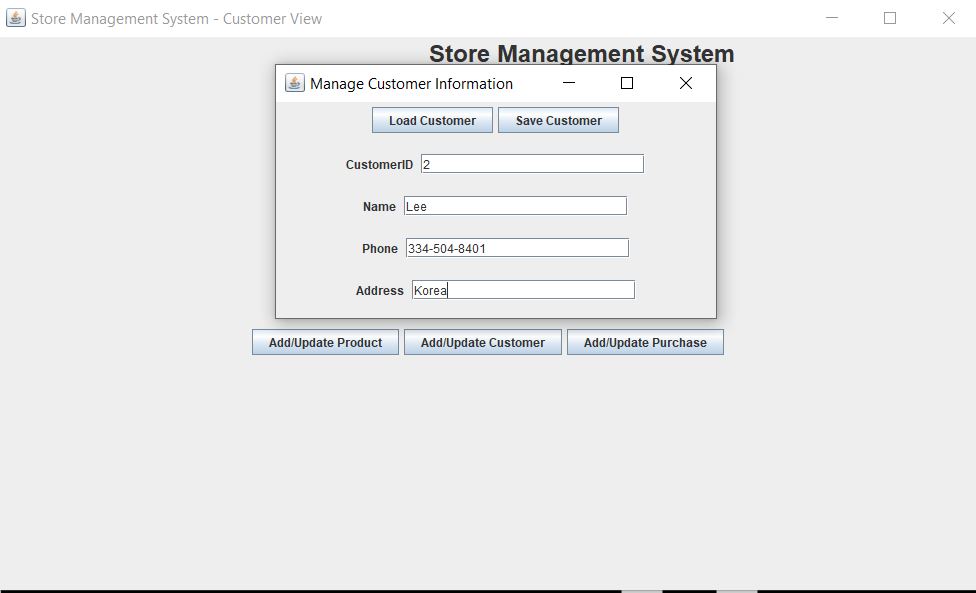 Store Management System - Customer View
Store Management System
Manage Customer Information
Load Customer Save Customer
CustomerID 2
Name Lee
Phone 334-504-8401
Address Korea
Add/Update Product Add/Update Customer Add/Update Purchase